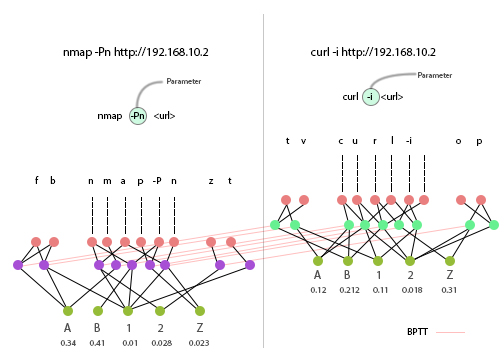 nmap -Pn http://192.168.10.2
Parameter
nmap -Pn <url>
f b n m a p -P n z t
A B 1 2 Z
0.34 0.41 0.01 0.028 0.023
curl -i http://192.168.10.2
Parameter
curl -i <url>
t v c u r l -i o p
A B 1 2 Z
0.12 0.212 0.11 0.018 0.31
BPTT